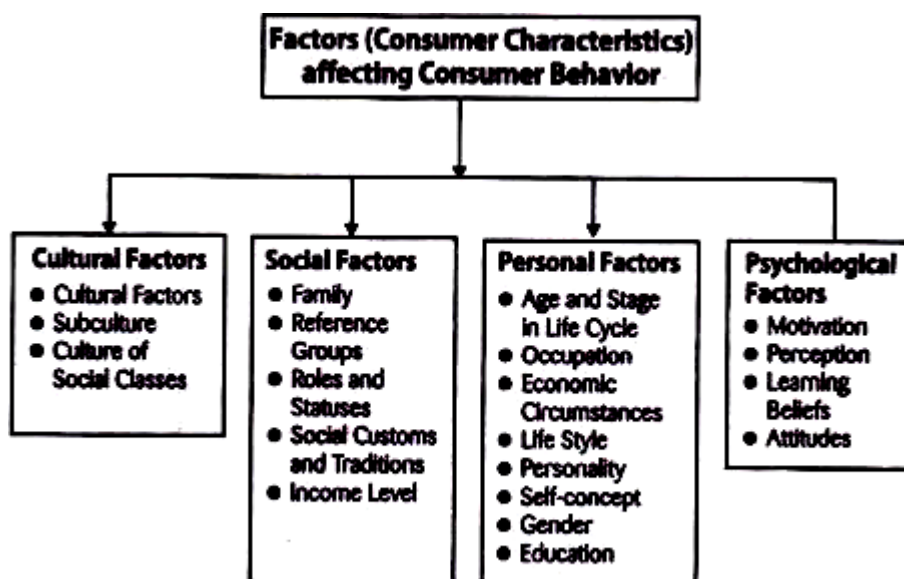 Factors (Consumer Characteristics)
affecting Consumer Behavior
Cultural Factors
● Cultural Factors
● Subculture
● Culture of
Social Classes
Social Factors
● Family
● Reference
Groups
● Roles and
Statuses
● Social Customs
and Traditions
● Income Level
Personal Factors
● Age and Stage
in Life Cycle
● Occupation
● Economic
Circumstances
● Life Style
● Personality
● Self-concept
● Gender
● Education
Psychological
Factors
● Motivation
● Perception
● Learning
Beliefs
● Attitudes